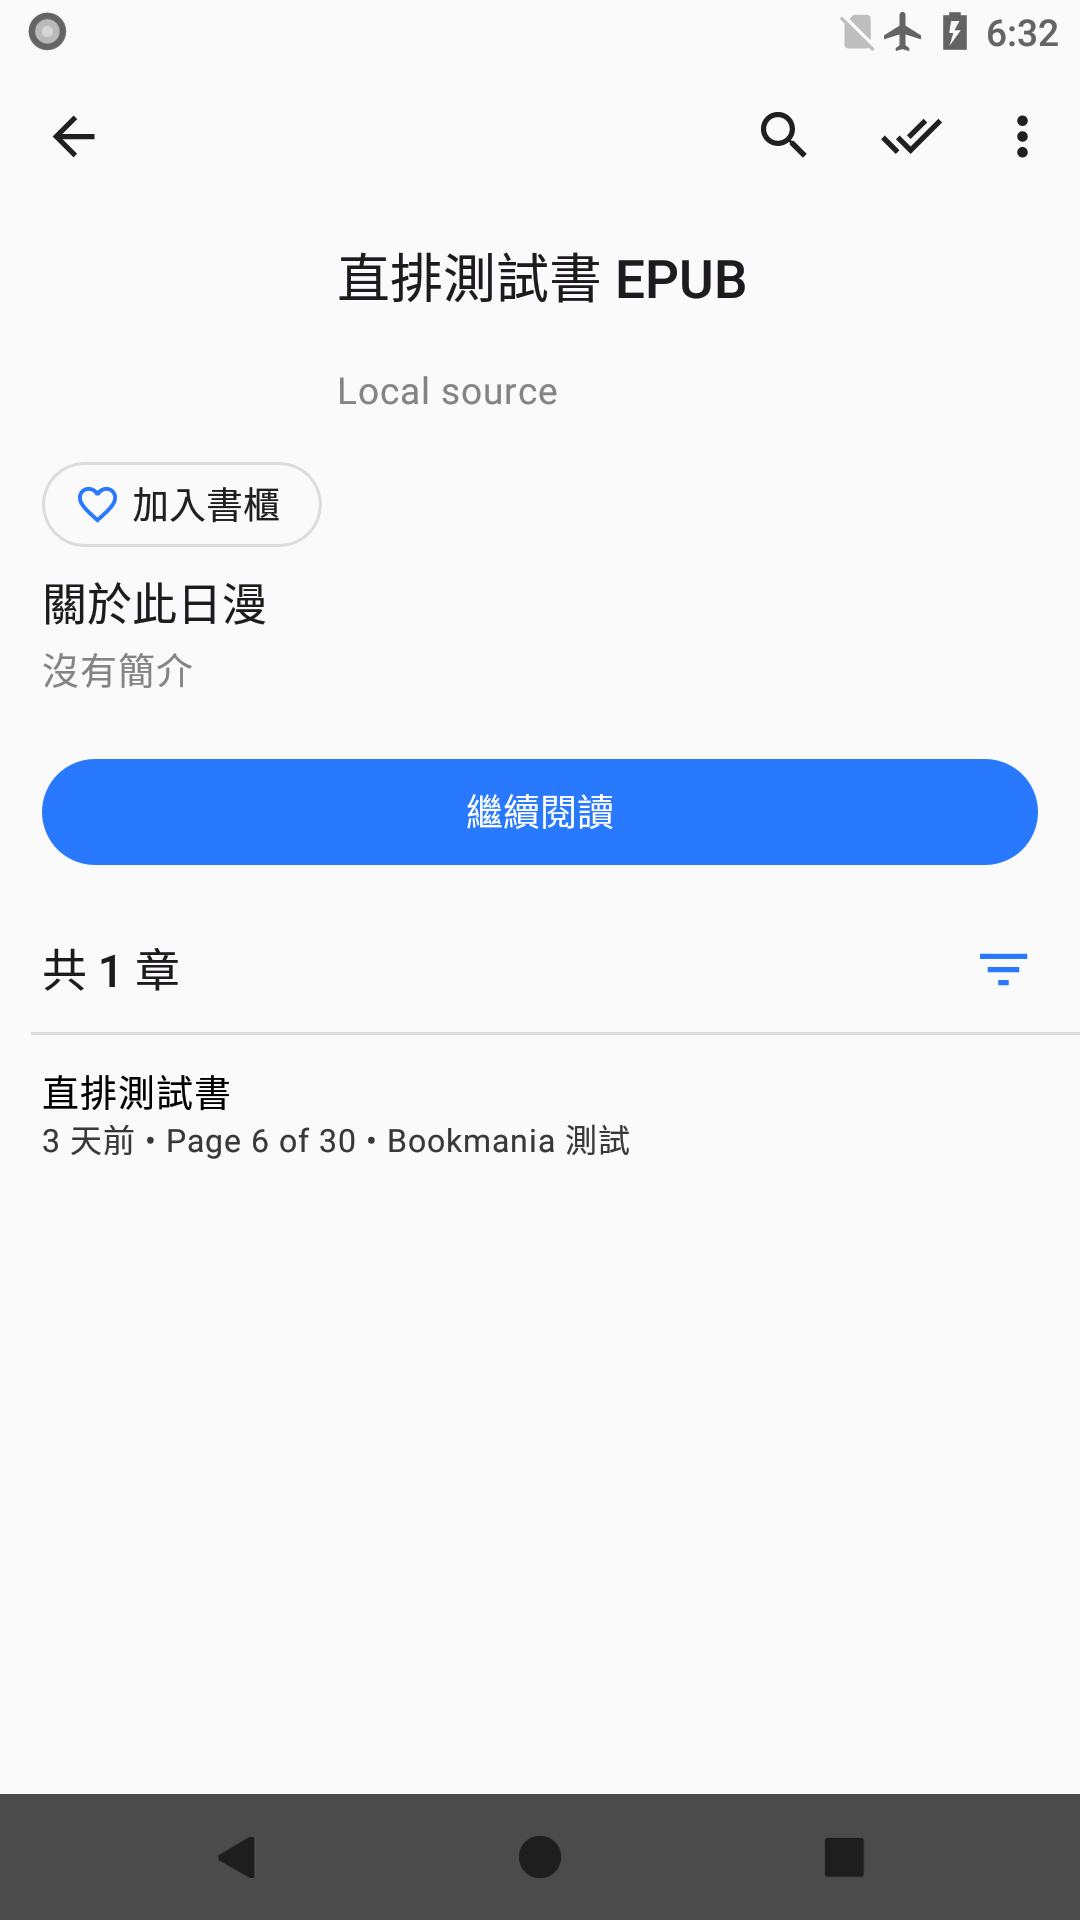 6:32
直排測試書 EPUB
Local source
加入書櫃
關於此日漫
沒有簡介
繼續閱讀
共 1 章
直排測試書
3 天前 • Page 6 of 30 • Bookmania 測試